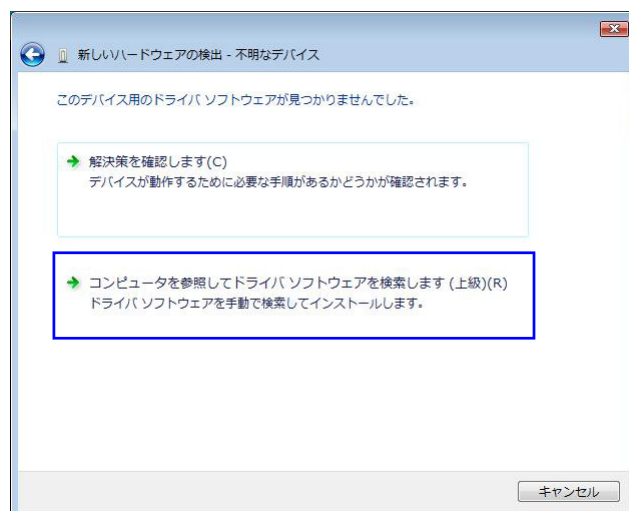 新しいハードウェアの検出 - 不明なデバイス
このデバイス用のドライバ ソフトウェアが見つかりませんでした。
解決策を確認します(C)
デバイスが動作するために必要な手順があるかどうかが確認されます。
コンピュータを参照してドライバ ソフトウェアを検索します (上級)(R)
ドライバ ソフトウェアを手動で検索してインストールします。
キャンセル